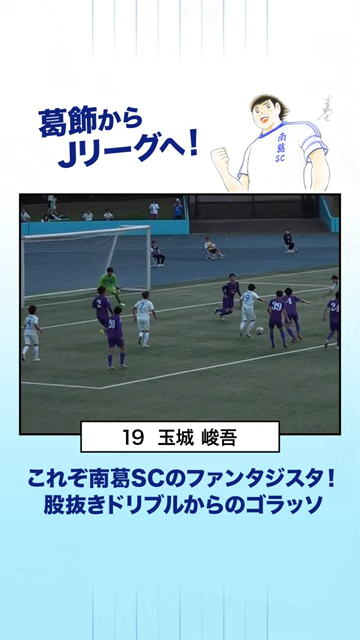 葛飾から
Jリーグへ!
南葛
SC
19 玉城 峻吾
これぞ南葛SCのファンタジスタ!
股抜きドリブルからのゴラッソ